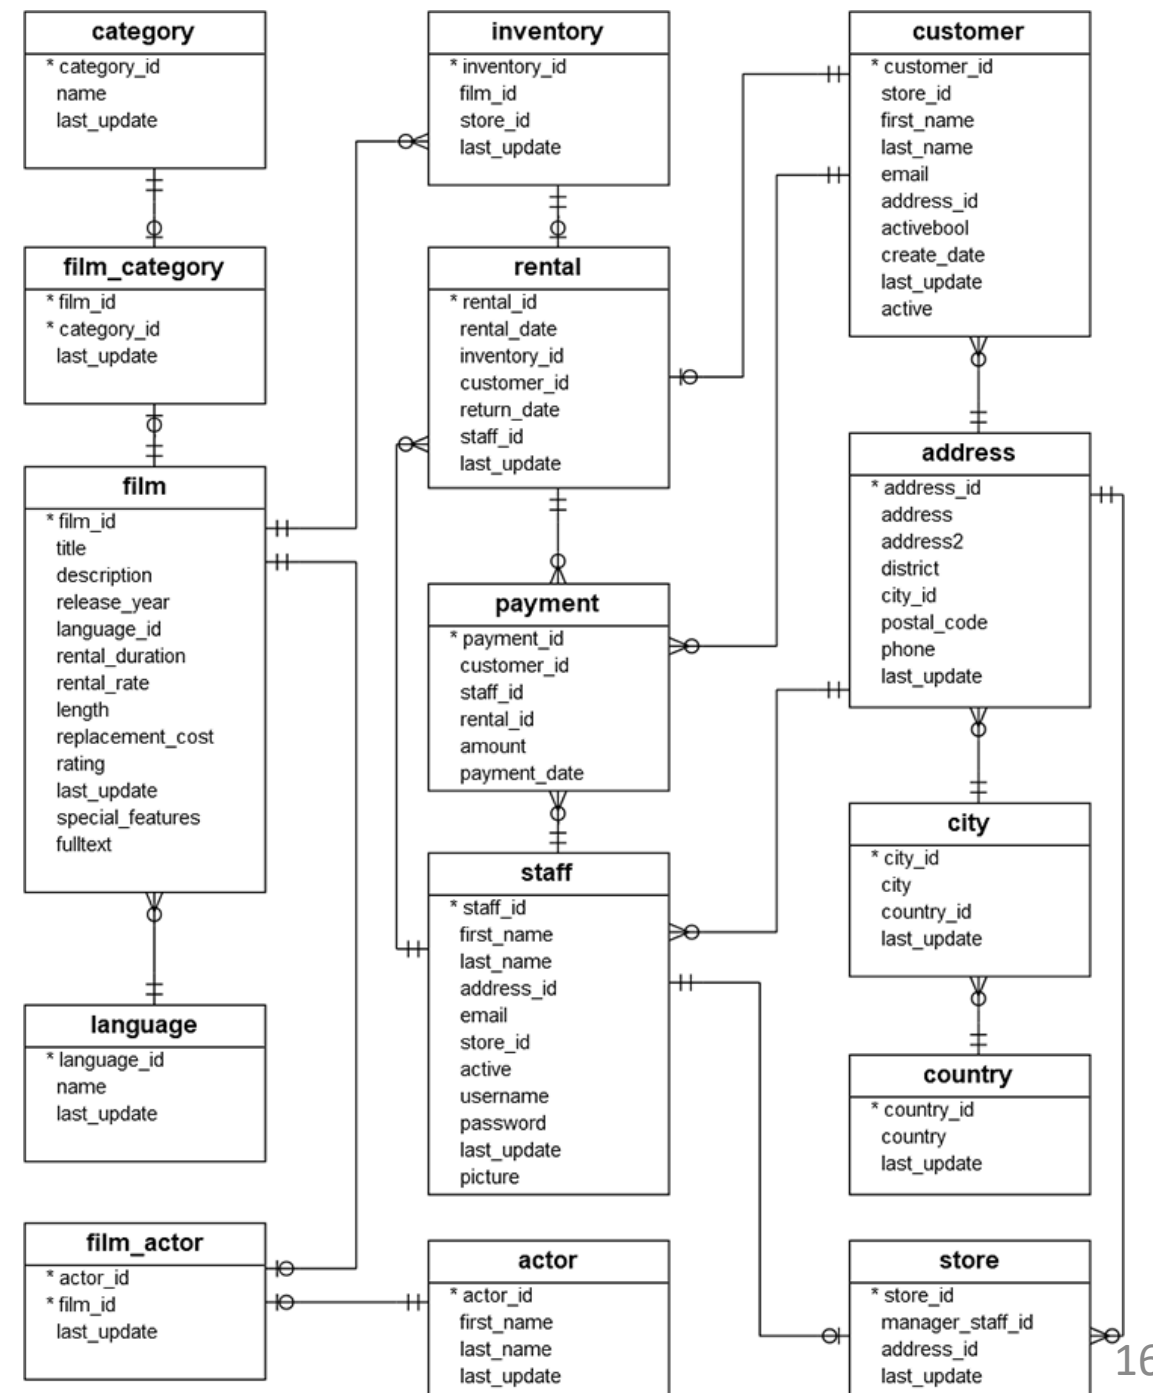 category
* category_id
name
last_update
film_category
* film_id
* category_id
last_update
film
* film_id
title
description
release_year
language_id
rental_duration
rental_rate
length
replacement_cost
rating
last_update
special_features
fulltext
language
* language_id
name
last_update
film_actor
* actor_id
* film_id
last_update
inventory
* inventory_id
film_id
store_id
last_update
rental
* rental_id
rental_date
inventory_id
customer_id
return_date
staff_id
last_update
payment
* payment_id
customer_id
staff_id
rental_id
amount
payment_date
staff
* staff_id
first_name
last_name
address_id
email
store_id
active
username
password
last_update
picture
actor
* actor_id
first_name
last_name
last_update
customer
* customer_id
store_id
first_name
last_name
email
address_id
activebool
create_date
last_update
active
address
* address_id
address
address2
district
city_id
postal_code
phone
last_update
city
* city_id
city
country_id
last_update
country
* country_id
country
last_update
store
* store_id
manager_staff_id
address_id
last_update
16